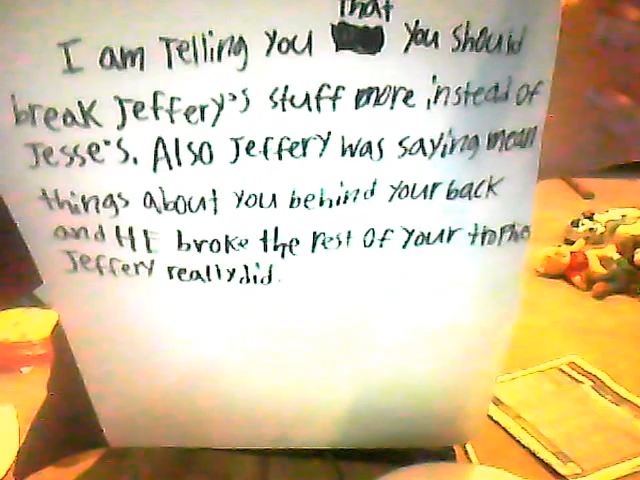 that
I am Telling You You should
break Jeffery's stuff more instead of
Jesse's. Also Jeffery was saying mean
things about you behind your back
and HE broke the rest of your trophies
Jeffery really did.